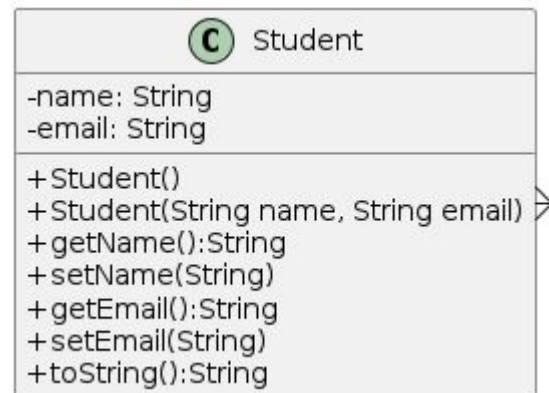 C Student
-name: String
-email: String
+Student()
+Student(String name, String email)
+getName():String
+setName(String)
+getEmail():String
+setEmail(String)
+toString():String